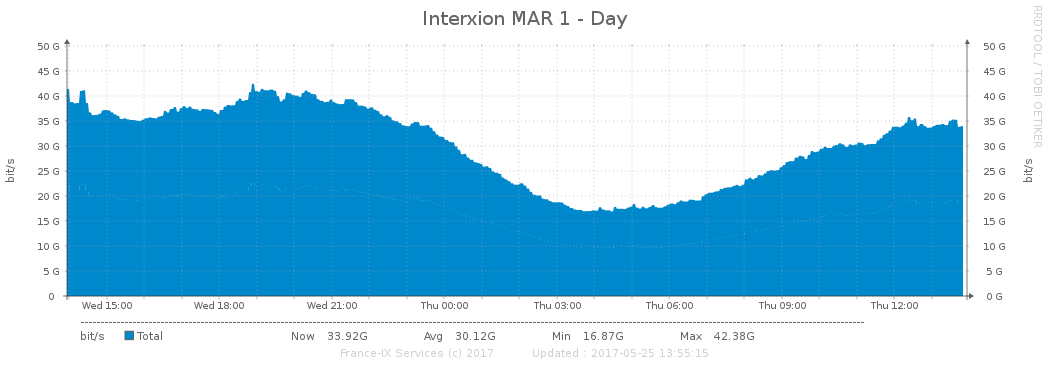 Interxion MAR 1 - Day
RRDTOOL / TOBI OETIKER
50 G 50 G
45 G 45 G
40 G 40 G
35 G 35 G
30 G 30 G
25 G 25 G
20 G 20 G
15 G 15 G
10 G 10 G
5 G 5 G
0 0 G
bit/s bit/s
Wed 15:00 Wed 18:00 Wed 21:00 Thu 00:00 Thu 03:00 Thu 06:00 Thu 09:00 Thu 12:00
bit/s Total Now 33.92G Avg 30.12G Min 16.87G Max 42.38G
France-IX Services (c) 2017 Updated : 2017-05-25 13:55:15